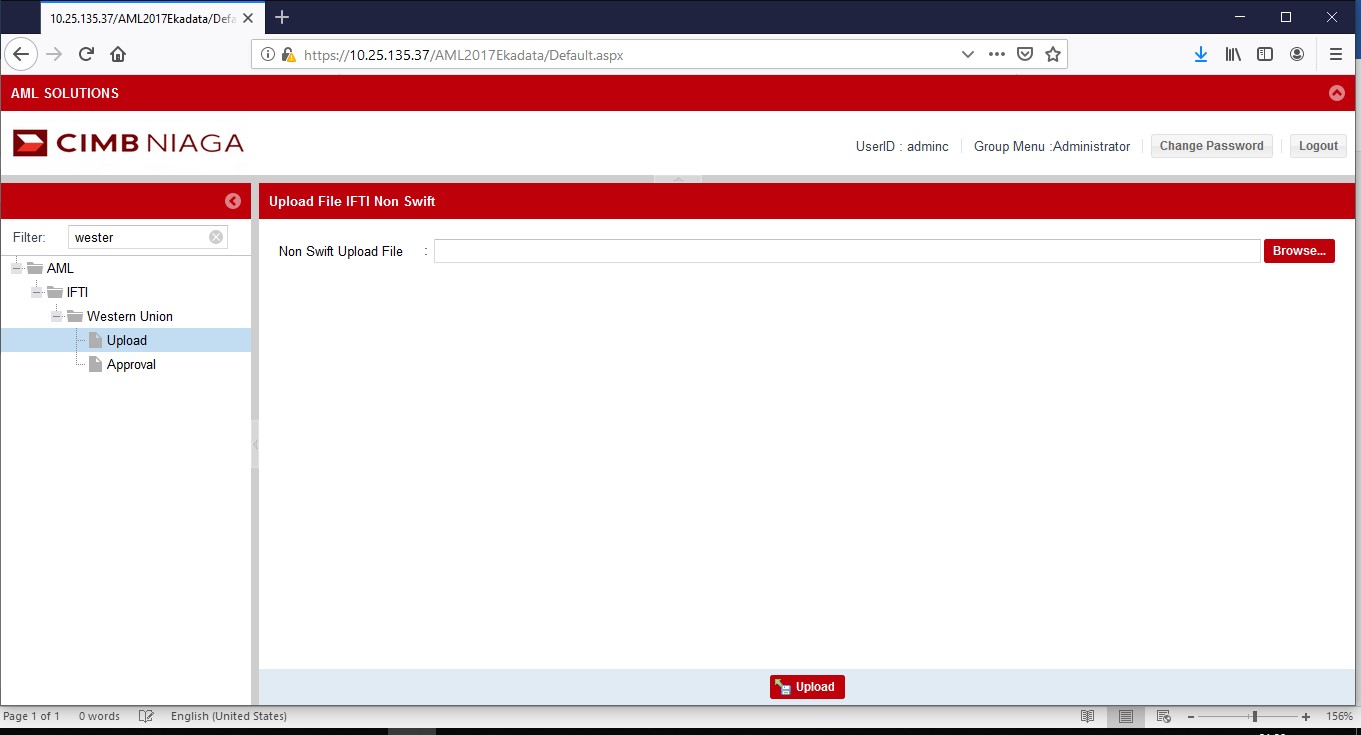 10.25.135.37/AML2017Ekadata/Defa
https://10.25.135.37/AML2017Ekadata/Default.aspx
AML SOLUTIONS
CIMB NIAGA
UserID : adminc Group Menu :Administrator Change Password Logout
Upload File IFTI Non Swift
Filter: wester
Non Swift Upload File : Browse...
AML
IFTI
Western Union
Upload
Approval
Upload
Page 1 of 1 0 words English (United States) 156%